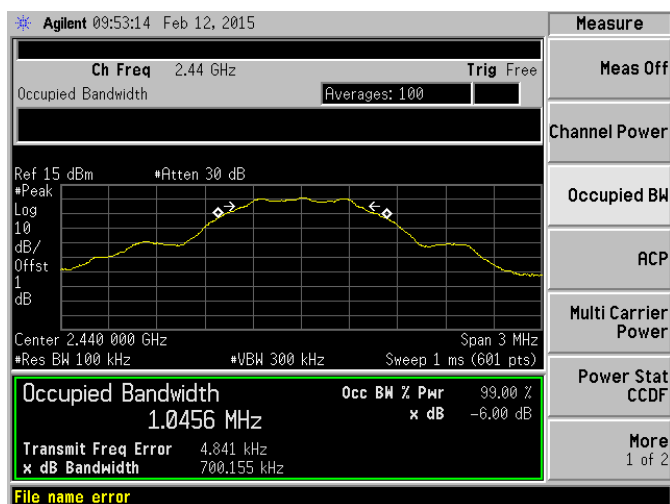 Agilent 09:53:14 Feb 12, 2015
Measure
Ch Freq 2.44 GHz Trig Free
Occupied Bandwidth Averages: 100
Meas Off
Channel Power
Occupied BW
ACP
Multi Carrier
Power
Power Stat
CCDF
More
1 of 2
Ref 15 dBm #Atten 30 dB
#Peak
Log
10
dB/
Offst
1
dB
Center 2.440 000 GHz Span 3 MHz
#Res BW 100 kHz #VBW 300 kHz Sweep 1 ms (601 pts)
Occupied Bandwidth Occ BW % Pwr 99.00 %
1.0456 MHz x dB -6.00 dB
Transmit Freq Error 4.841 kHz
x dB Bandwidth 700.155 kHz
File name error